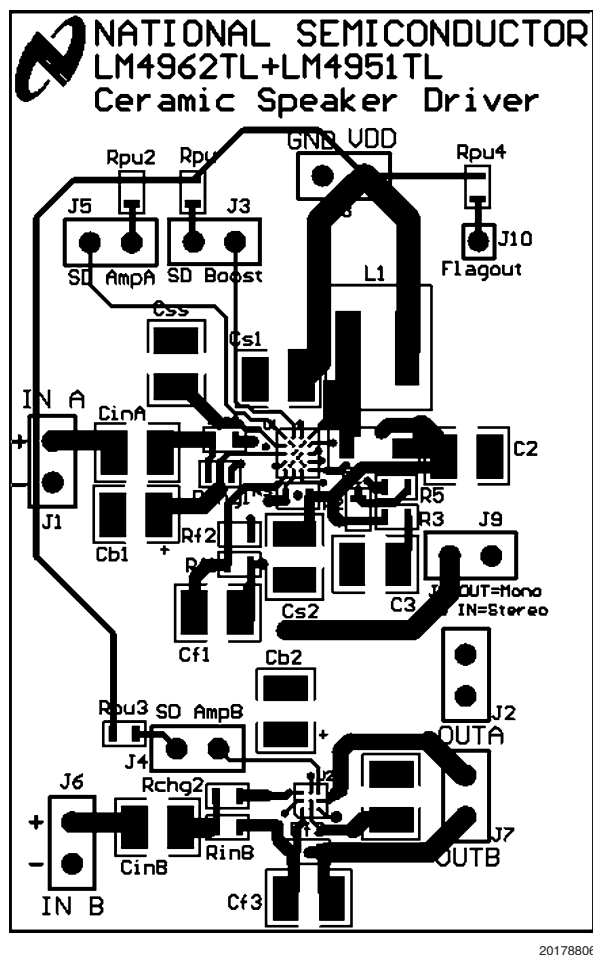 NATIONAL SEMICONDUCTOR
LM4962TL+LM4951TL
Ceramic Speaker Driver
GND VDD
Rpu2
Rpu4
J5
J3
J10
SD AmpA
SD Boost
Flagout
L1
Css
Cs1
IN A
CinA
+
C2
-
J1
R5
Cb1
+
Rf2
R3
J9
OUT=Mono
IN=Stereo
C3
Cs2
Cf1
Cb2
J2
OUTA
Rpu3
SD AmpB
+
J4
J6
Rchg2
+
J7
RinB
-
CinB
OUTB
Cf3
IN B
20178806